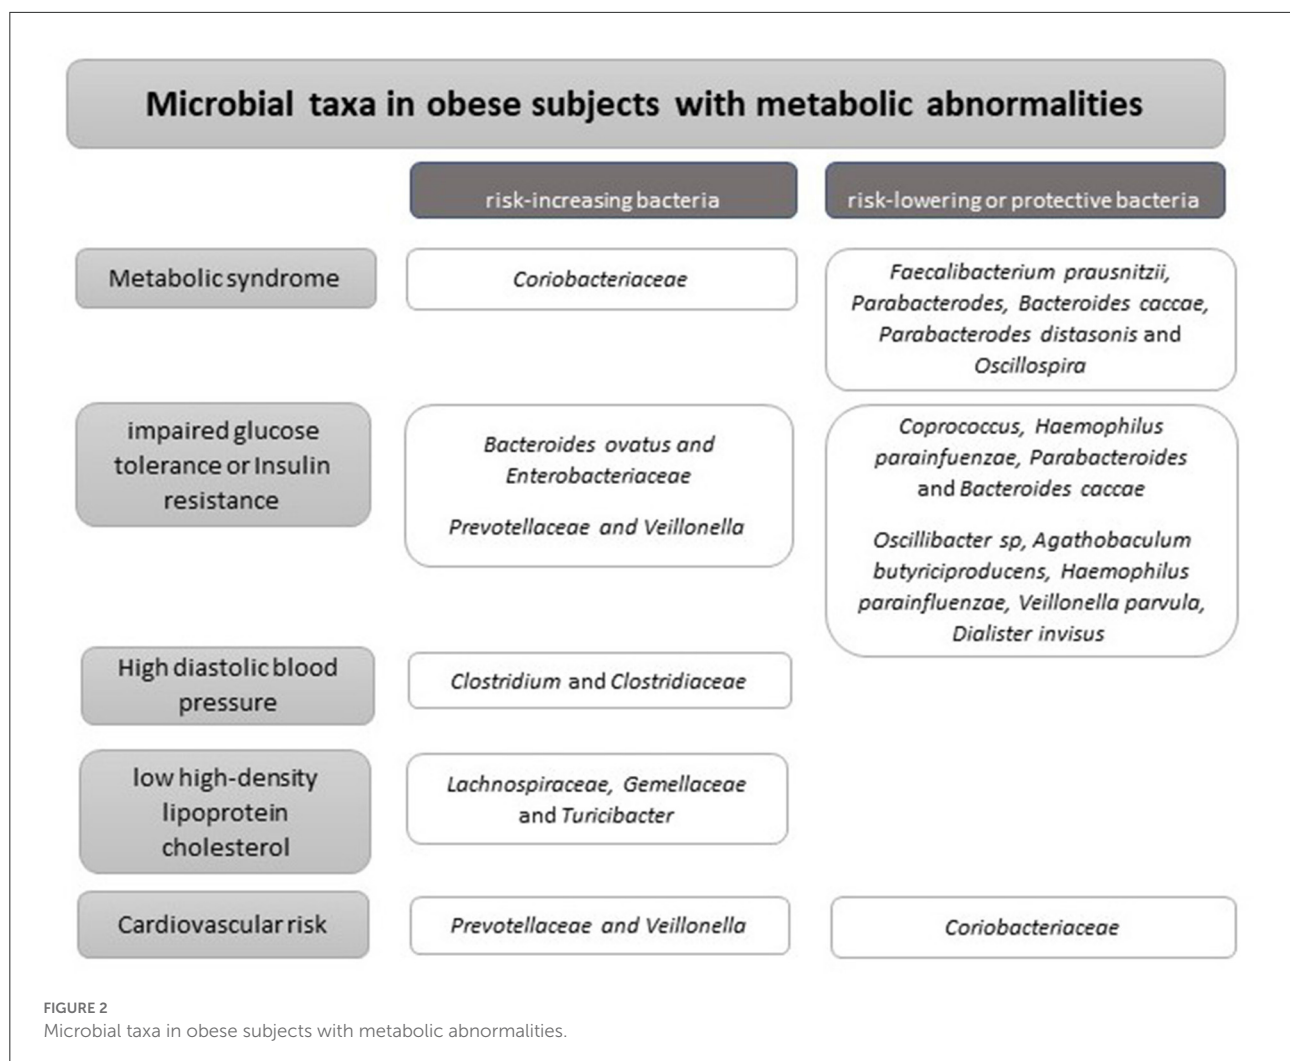 Microbial taxa in obese subjects with metabolic abnormalities
risk-increasing bacteria
risk-lowering or protective bacteria
Metabolic syndrome
Coriobacteriaceae
Faecalibacterium prausnitzii,
Parabacterodes, Bacteroides caccae,
Parabacterodes distasonis and
Oscillospira
impaired glucose
tolerance or Insulin
resistance
Bacteroides ovatus and
Enterobacteriaceae
Prevotellaceae and Veillonella
Coprococcus, Haemophilus
parainfuenzae, Parabacteroides
and Bacteroides caccae
Oscillibacter sp, Agathobaculum
butyriciproducens, Haemophilus
parainfluenzae, Veillonella parvula,
Dialister invisus
High diastolic blood
pressure
Clostridium and Clostridiaceae
low high-density
lipoprotein
cholesterol
Lachnospiraceae, Gemellaceae
and Turicibacter
Cardiovascular risk
Prevotellaceae and Veillonella
Coriobacteriaceae
FIGURE 2
Microbial taxa in obese subjects with metabolic abnormalities.